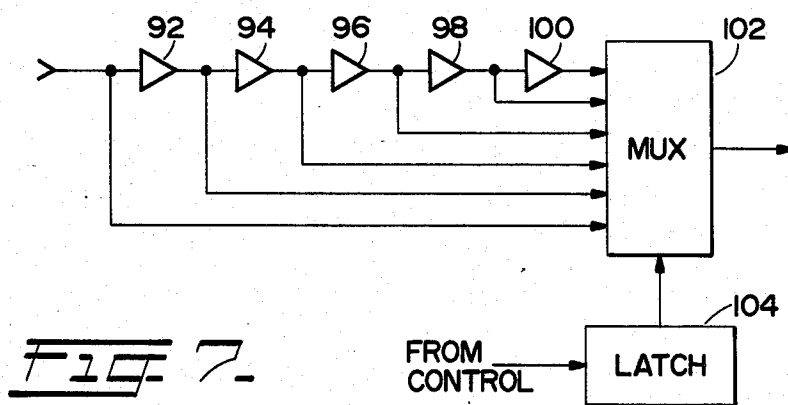 92 94 96 98 100 102
MUX
104
FROM
CONTROL
LATCH
Fig. 7.